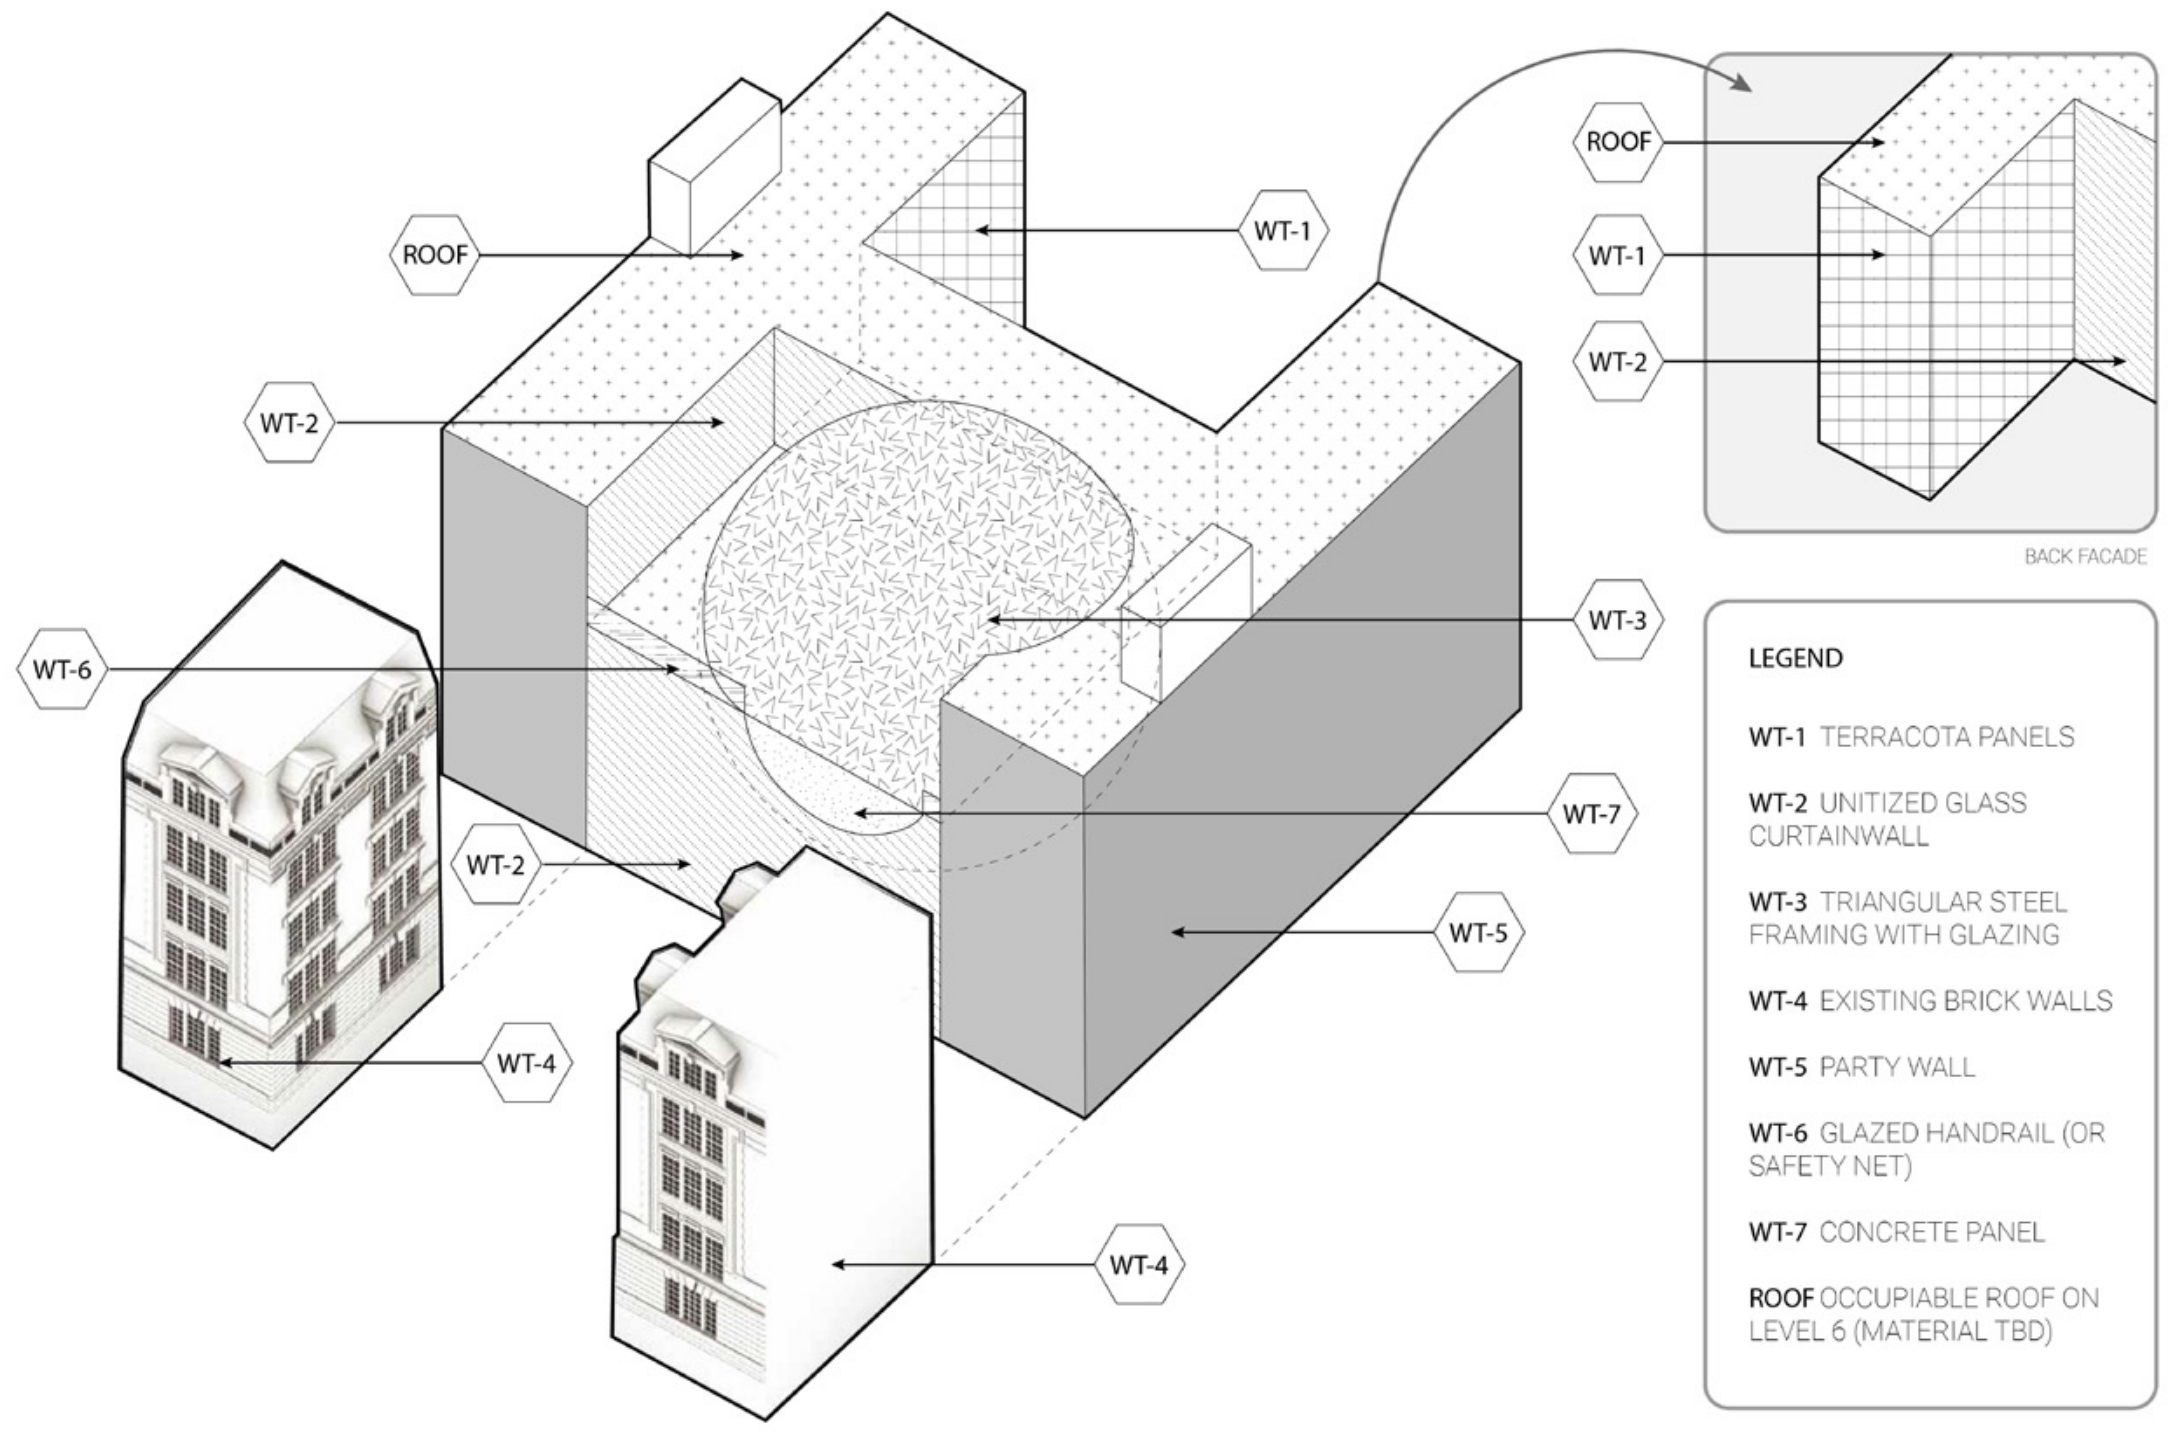 ROOF
WT-1
ROOF
WT-1
WT-2
WT-2
BACK FACADE
WT-3
WT-6
WT-7
WT-2
WT-5
WT-4
WT-4
LEGEND
WT-1 TERRACOTA PANELS
WT-2 UNITIZED GLASS
CURTAINWALL
WT-3 TRIANGULAR STEEL
FRAMING WITH GLAZING
WT-4 EXISTING BRICK WALLS
WT-5 PARTY WALL
WT-6 GLAZED HANDRAIL (OR
SAFETY NET)
WT-7 CONCRETE PANEL
ROOF OCCUPIABLE ROOF ON
LEVEL 6 (MATERIAL TBD)